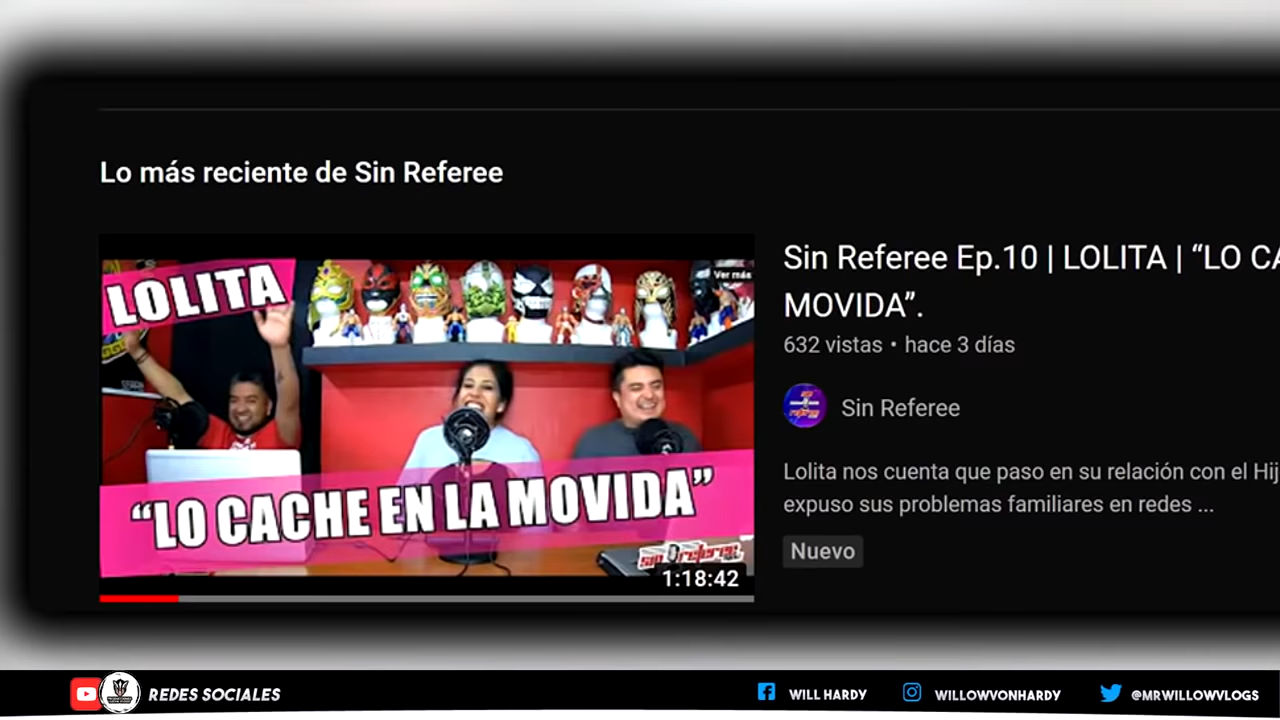 Lo más reciente de Sin Referee
LOLITA
Ver más
"LO CACHE EN LA MOVIDA"
sin referee
1:18:42
Sin Referee Ep.10 | LOLITA | “LO CA
MOVIDA”.
632 vistas • hace 3 días
Sin Referee
Lolita nos cuenta que paso en su relación con el Hij
expuso sus problemas familiares en redes ...
Nuevo
REDES SOCIALES
WILL HARDY
WILLOWVONHARDY
@MRWILLOWVLOGS